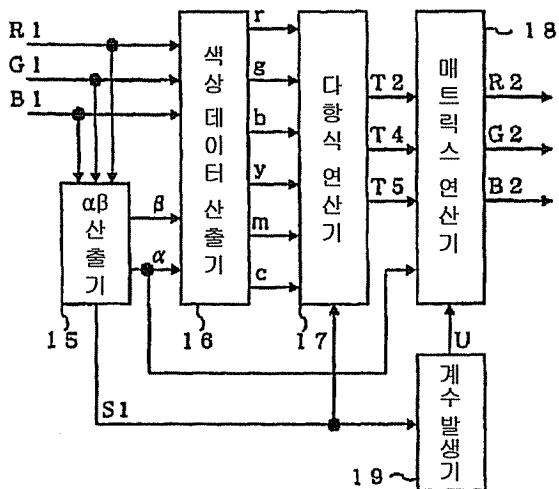 R1
G1
B1
αβ 산출기
15
β
α
S1
색상 데이터 산출기
16
r
g
b
y
m
c
다항식 연산기
17
T2
T4
T5
매트릭스 연산기
18
R2
G2
B2
U
계수 발생기
19